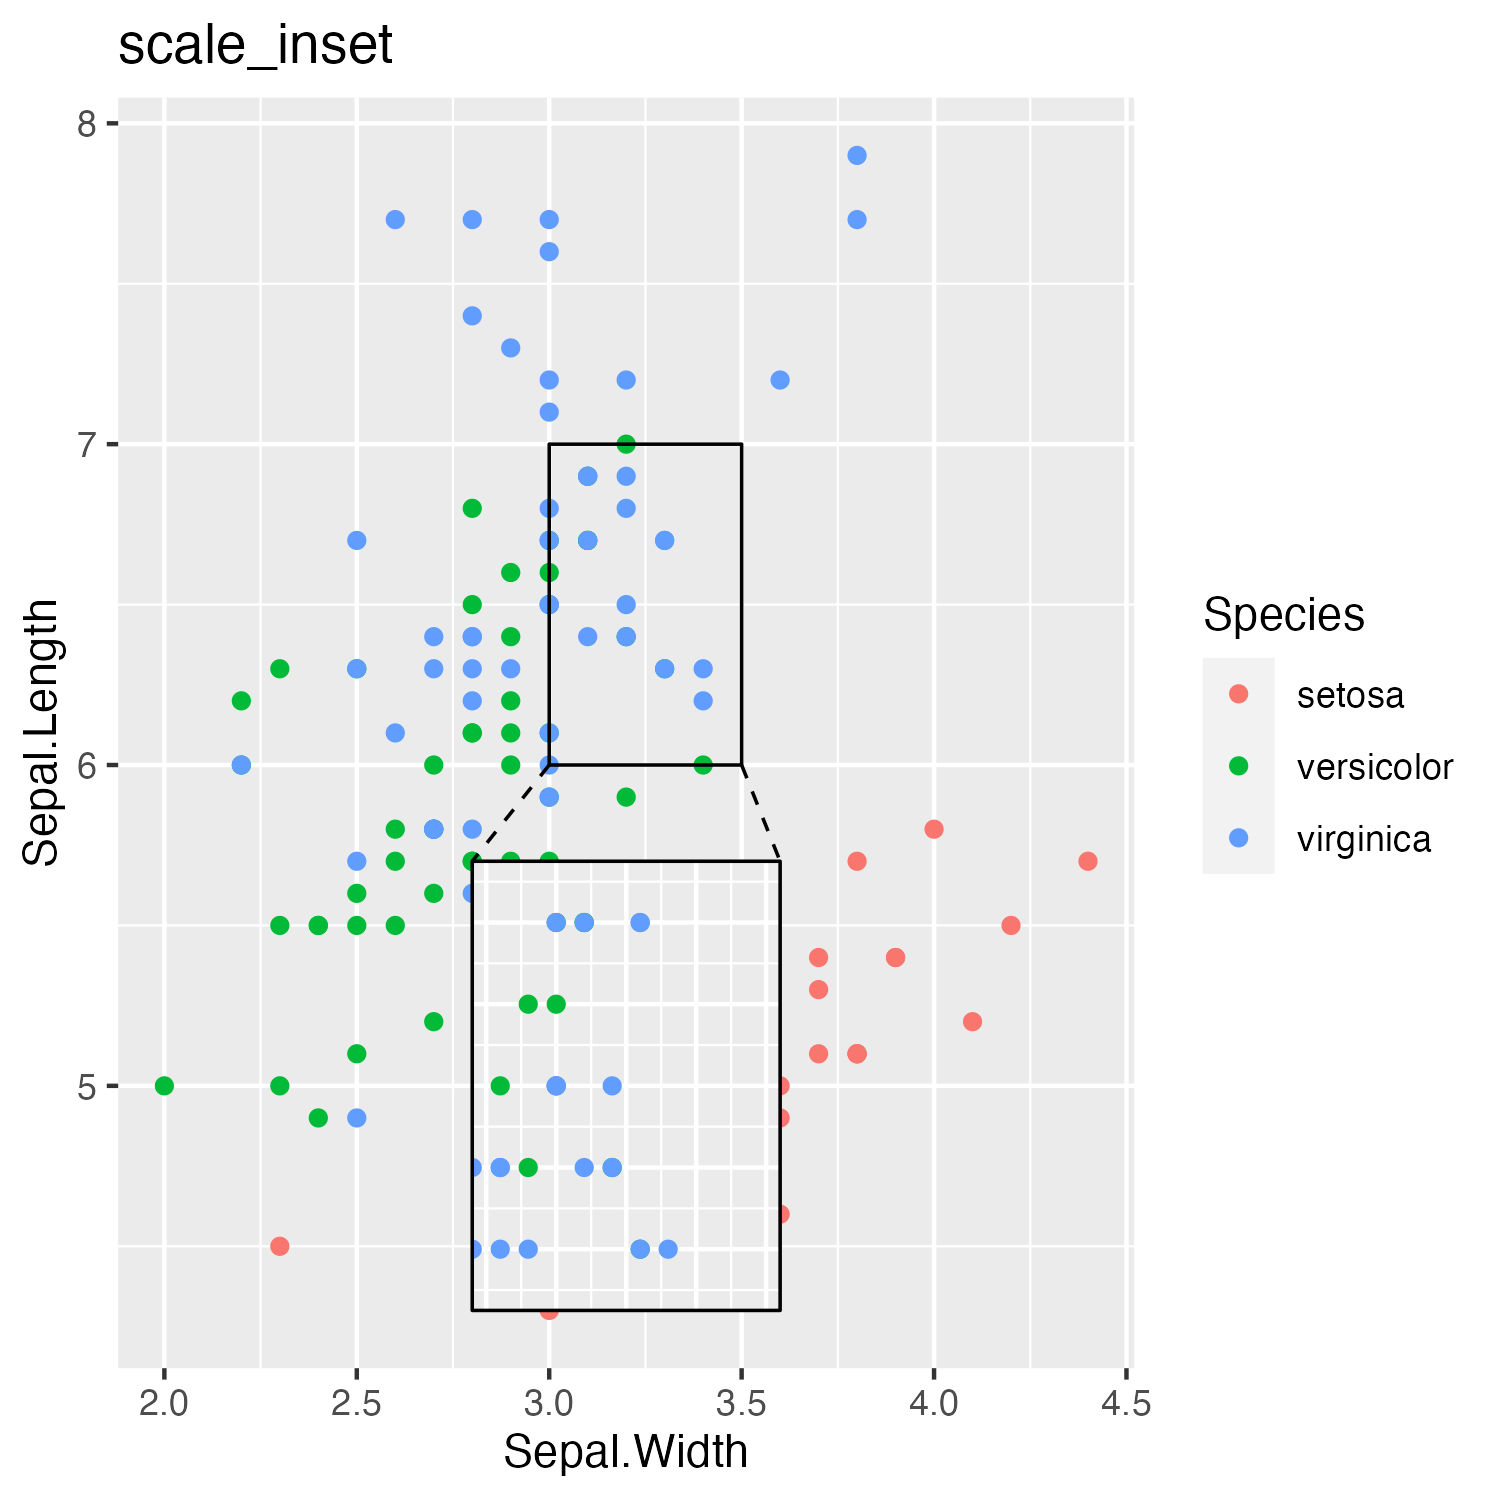 scale_inset
8
7
6
5
Sepal.Length
2.0 2.5 3.0 3.5 4.0 4.5
Sepal.Width
Species
setosa
versicolor
virginica